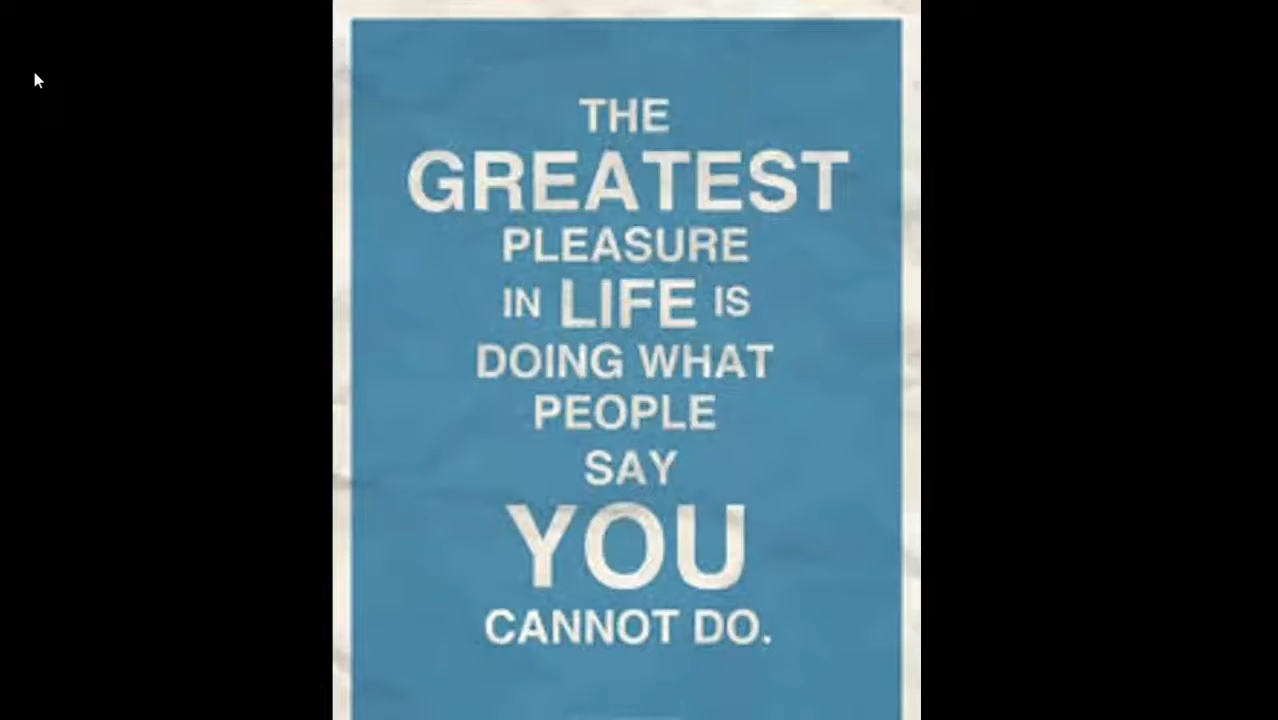 THE
GREATEST
PLEASURE
IN LIFE IS
DOING WHAT
PEOPLE
SAY
YOU
CANNOT DO.